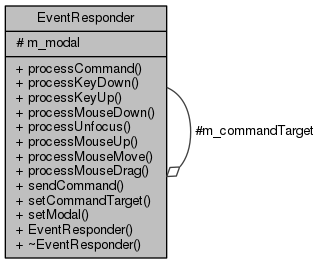 EventResponder
# m_modal
+ processCommand()
+ processKeyDown()
+ processKeyUp()
+ processMouseDown()
+ processUnfocus()
+ processMouseUp()
+ processMouseMove()
+ processMouseDrag()
+ sendCommand()
+ setCommandTarget()
+ setModal()
+ EventResponder()
+ ~EventResponder()
#m_commandTarget